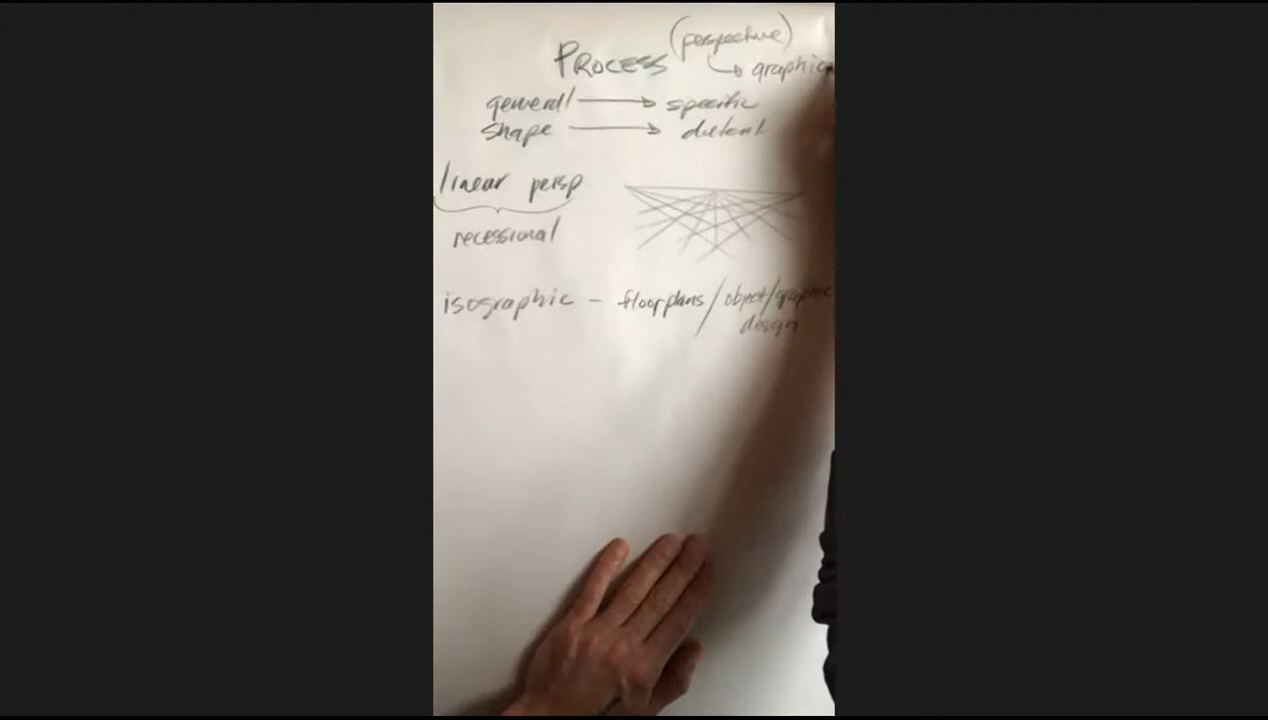 (perspective)
PROCESS
graphic
general → specific
shape → detail
linear persp
recessional
isographic - floorplans / object/graphic
design